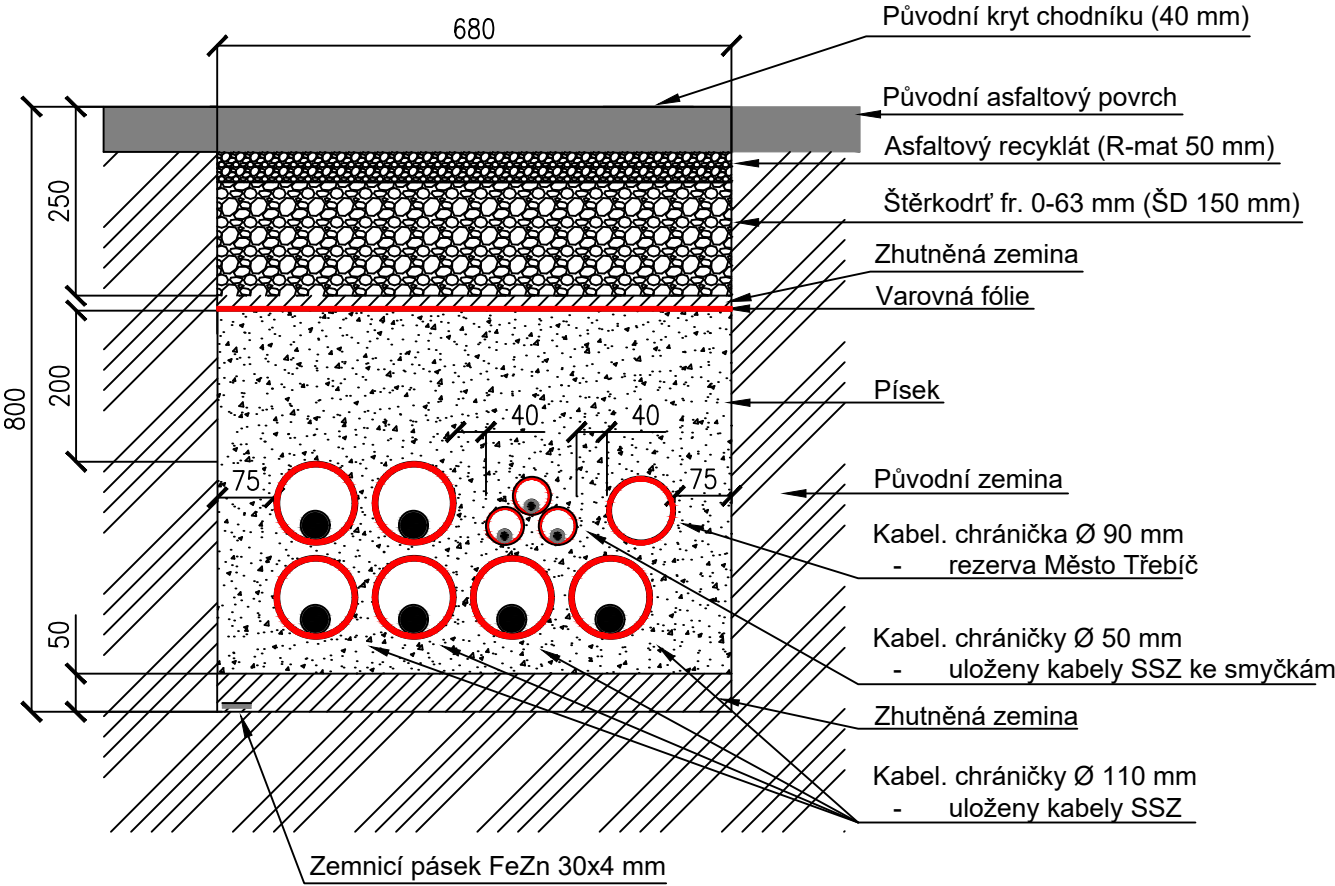 680
Původní kryt chodníku (40 mm)
Původní asfaltový povrch
Asfaltový recyklát (R-mat 50 mm)
250
Štěrkodrť fr. 0-63 mm (ŠD 150 mm)
Zhutněná zemina
Varovná fólie
200
800
Písek
40
40
75
75
Původní zemina
Kabel. chránička Ø 90 mm
- rezerva Město Třebíč
50
Kabel. chráničky Ø 50 mm
- uloženy kabely SSZ ke smyčkám
Zhutněná zemina
Kabel. chráničky Ø 110 mm
- uloženy kabely SSZ
Zemnicí pásek FeZn 30x4 mm